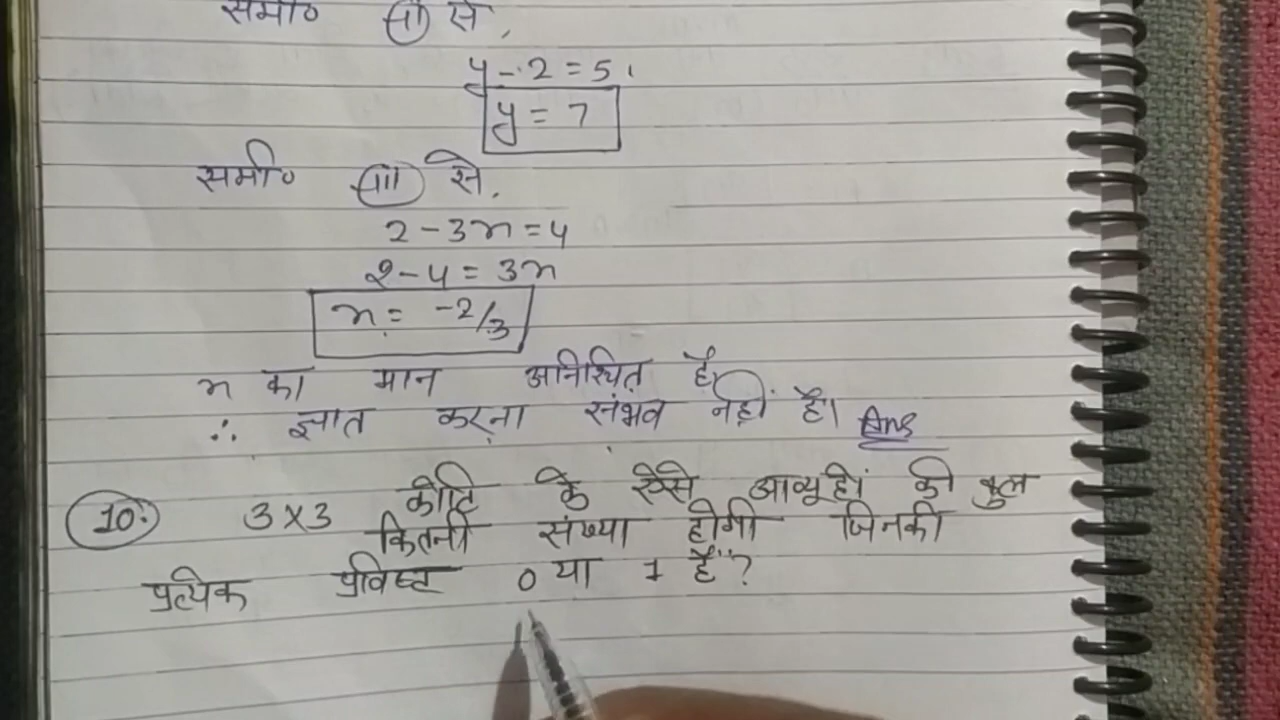 समी० (ii) से,
y - 2 = 5
y = 7
समी० (iii) से,
2 - 3x = 4
2 - 4 = 3x
x = -2/3
x का मान अनिश्चित है,
∴ ज्ञात करना संभव नहीं है। Ans
10. 3 x 3 कोटि के ऐसे आव्यूहों की कुल
कितनी संख्या होगी जिनकी
प्रत्येक प्रविष्ट 0 या 1 है"?